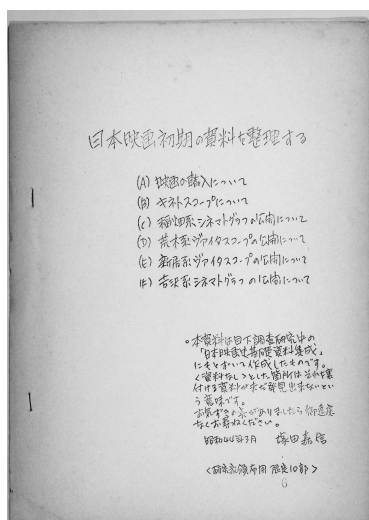 日本映画初期の資料を整理する
(A) 映画の輸入について
(B) キネトスコープについて
(C) 稲畑系シネマトグラフの公開について
(D) 荒木系ヴァイタスコープの公開について
(E) 新居系ヴァイタスコープの公開について
(F) 吉沢系シネマトグラフの公開について
。本資料は目下調査研究中の
「日本映画史基礎資料集成」
にもとずいて作成したものです。
<資料なし>とした箇所はそれを裏
付ける資料が未だ発見出来ないとい
う意味です。
お気ずきの点がありましたら御遠慮
なくお尋ねください。
昭和44年3月 塚田嘉信
<研究家領布用 限定10部>
6